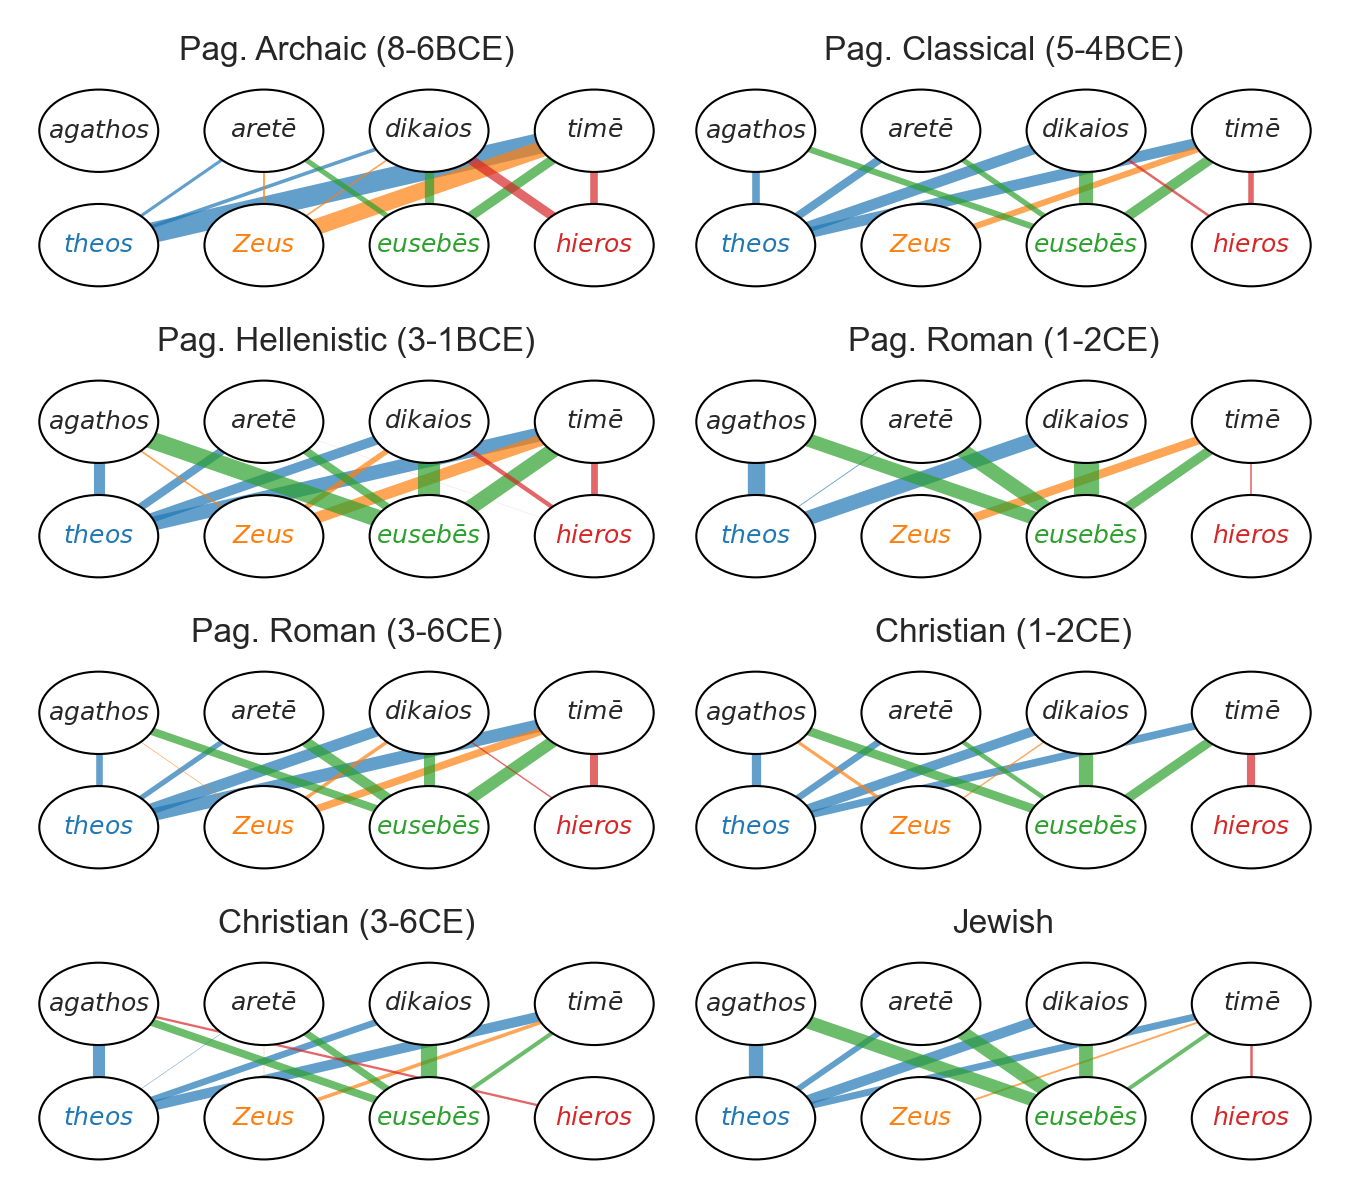 Pag. Archaic (8-6BCE)
agathos aretē dikaios timē
theos Zeus eusebēs hieros
Pag. Classical (5-4BCE)
agathos aretē dikaios timē
theos Zeus eusebēs hieros
Pag. Hellenistic (3-1BCE)
agathos aretē dikaios timē
theos Zeus eusebēs hieros
Pag. Roman (1-2CE)
agathos aretē dikaios timē
theos Zeus eusebēs hieros
Pag. Roman (3-6CE)
agathos aretē dikaios timē
theos Zeus eusebēs hieros
Christian (1-2CE)
agathos aretē dikaios timē
theos Zeus eusebēs hieros
Christian (3-6CE)
agathos aretē dikaios timē
theos Zeus eusebēs hieros
Jewish
agathos aretē dikaios timē
theos Zeus eusebēs hieros